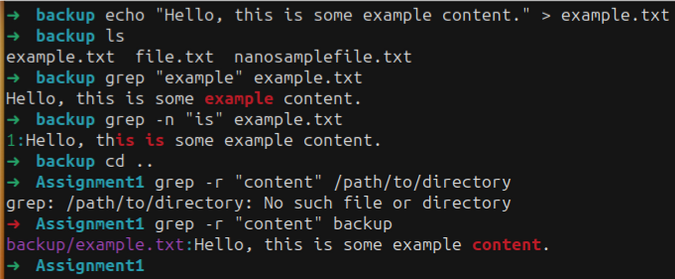 ➜ backup echo "Hello, this is some example content." > example.txt
➜ backup ls
example.txt file.txt nanosamplefile.txt
➜ backup grep "example" example.txt
Hello, this is some example content.
➜ backup grep -n "is" example.txt
1:Hello, this is some example content.
➜ backup cd ..
➜ Assignment1 grep -r "content" /path/to/directory
grep: /path/to/directory: No such file or directory
➜ Assignment1 grep -r "content" backup
backup/example.txt:Hello, this is some example content.
➜ Assignment1